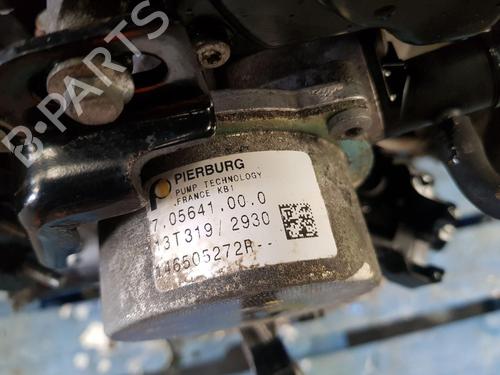 B-PARTS
PIERBURG
PUMP TECHNOLOGY
.FRANCE KB1
7.05641.00.0
13T319/2930
146505272R--